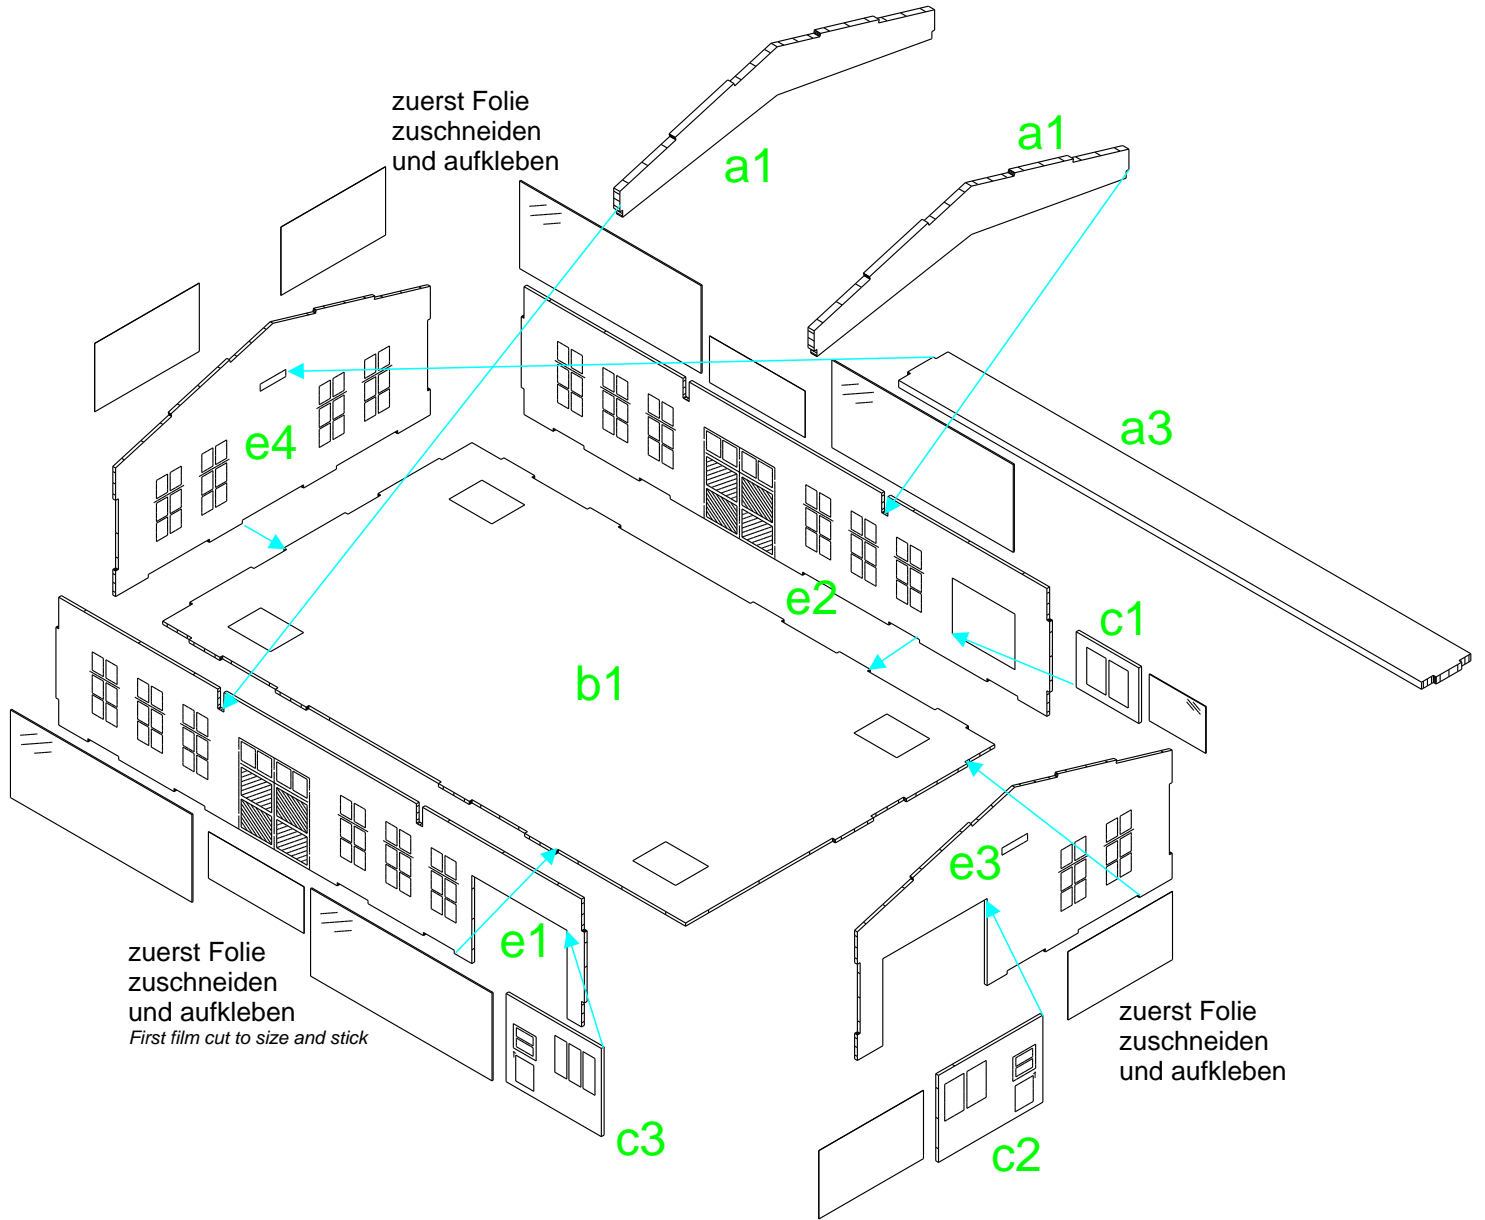 zuerst Folie
zuschneiden
und aufkleben
a1
a1
a3
e4
e2
c1
b1
e3
e1
zuerst Folie
zuschneiden
und aufkleben
First film cut to size and stick
zuerst Folie
zuschneiden
und aufkleben
c3
c2